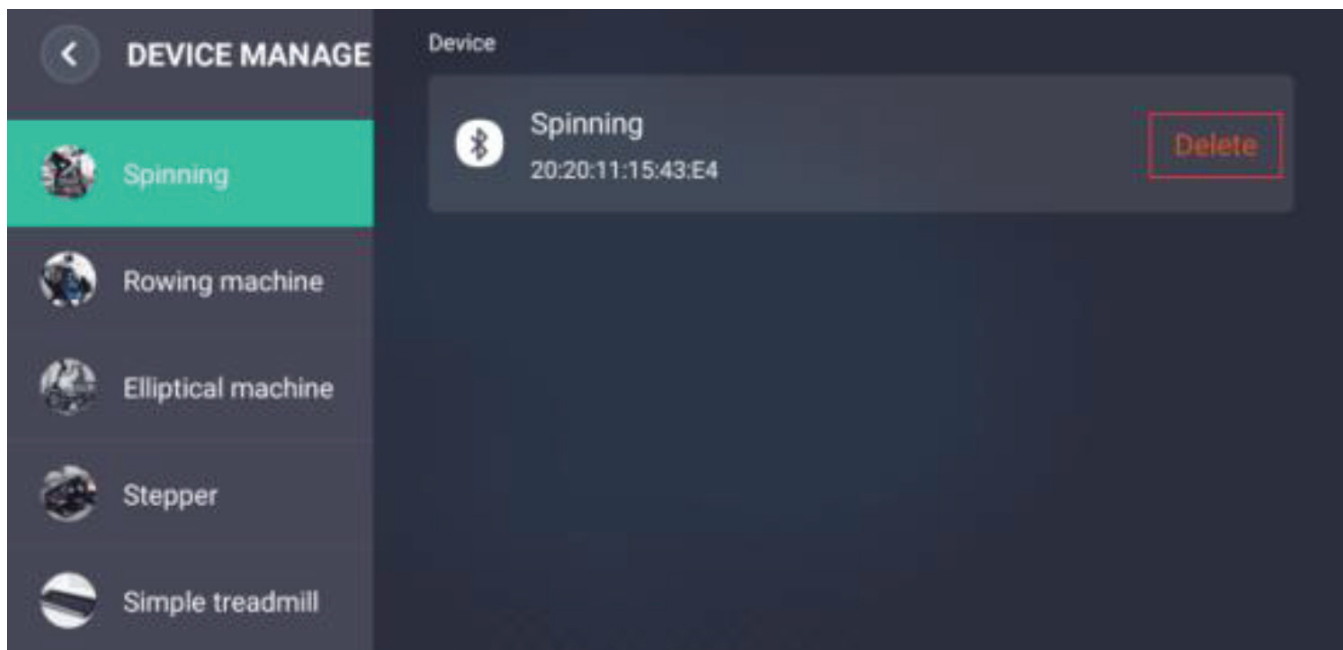 DEVICE MANAGE
Spinning
Rowing machine
Elliptical machine
Stepper
Simple treadmill
Device
Spinning
20:20:11:15:43:E4
Delete